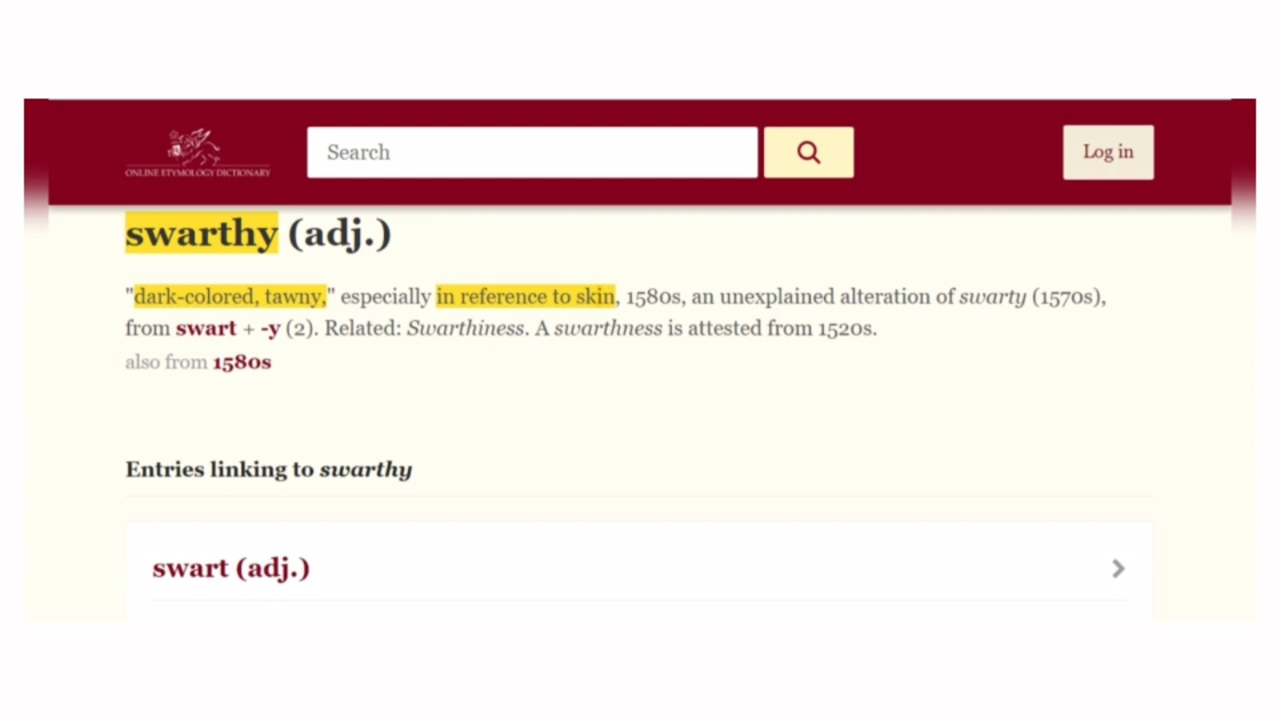 ONLINE ETYMOLOGY DICTIONARY
Search
Log in
swarthy (adj.)
"dark-colored, tawny," especially in reference to skin, 1580s, an unexplained alteration of swarty (1570s),
from swart + -y (2). Related: Swarthiness. A swarthness is attested from 1520s.
also from 1580s
Entries linking to swarthy
swart (adj.)